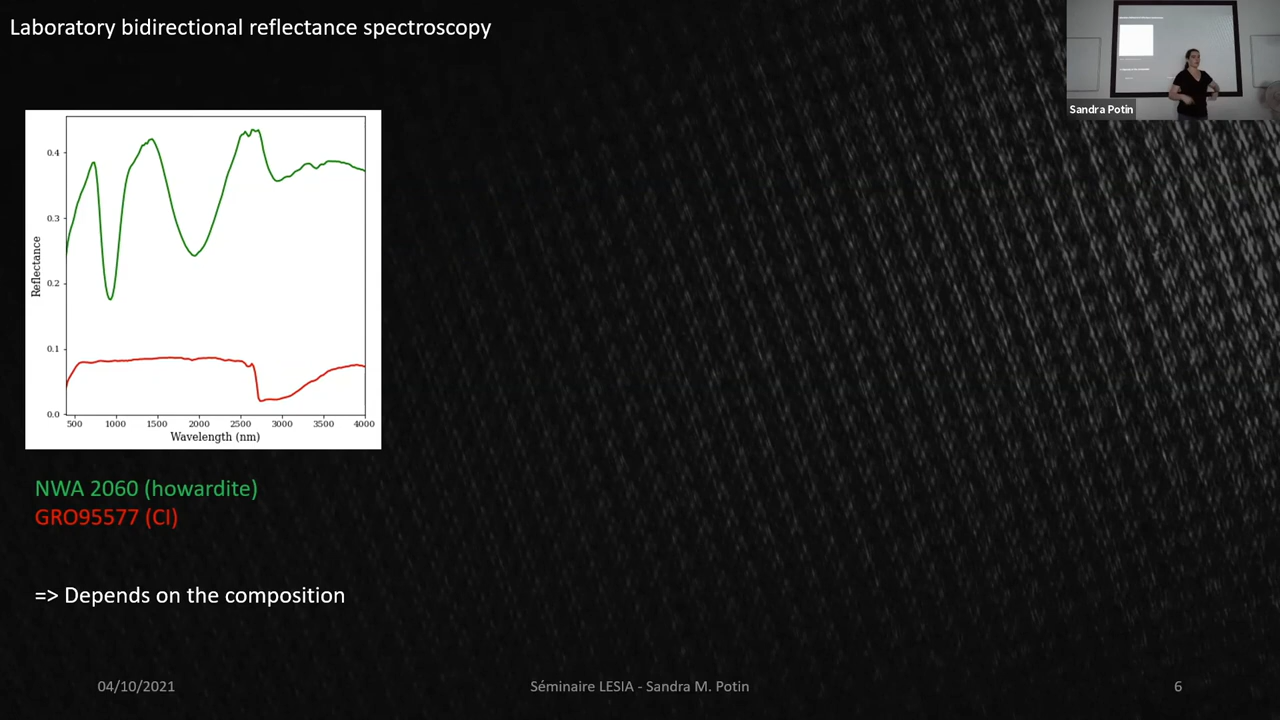 Laboratory bidirectional reflectance spectroscopy
Sandra Potin
0.4
0.3
0.2
0.1
0.0
Reflectance
500 1000 1500 2000 2500 3000 3500 4000
Wavelength (nm)
NWA 2060 (howardite)
GRO95577 (CI)
=> Depends on the composition
04/10/2021
Séminaire LESIA - Sandra M. Potin
6